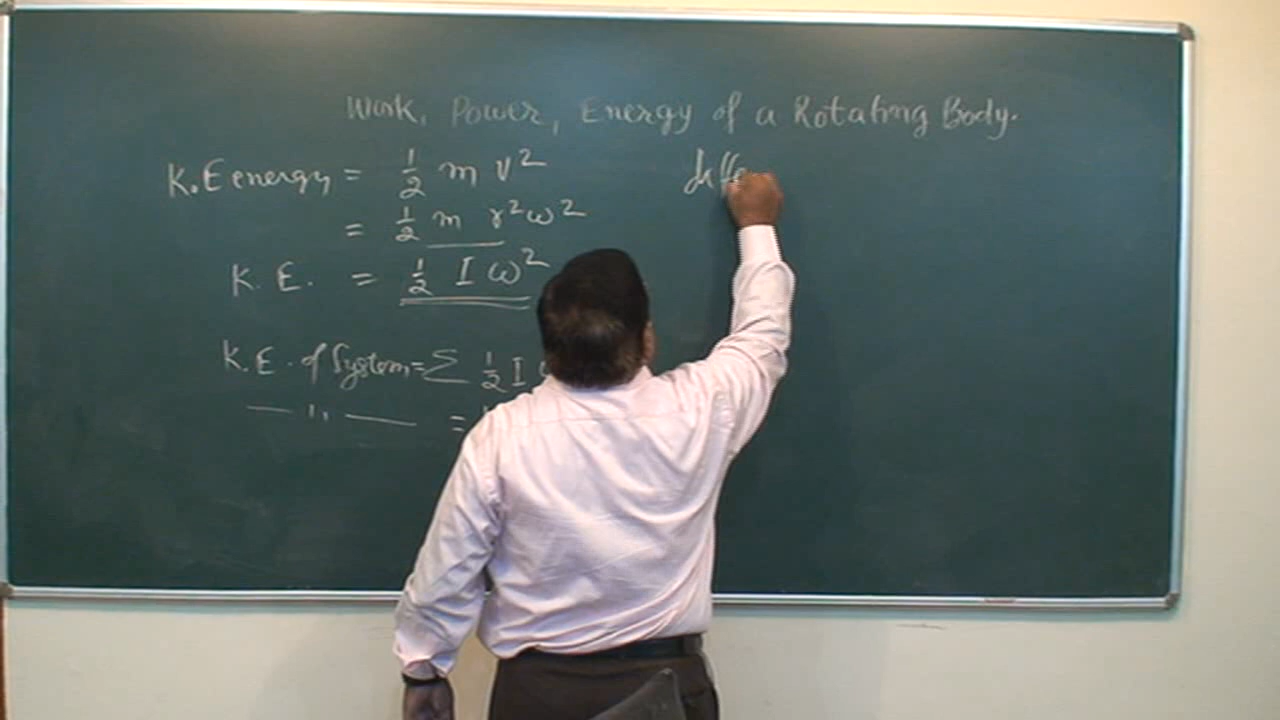 Work, Power, Energy of a Rotating Body.
K.E energy = 1/2 m v²
= 1/2 m r²ω²
K.E. = 1/2 I ω²
K.E. of System = Σ 1/2 I
— " — =
diffe